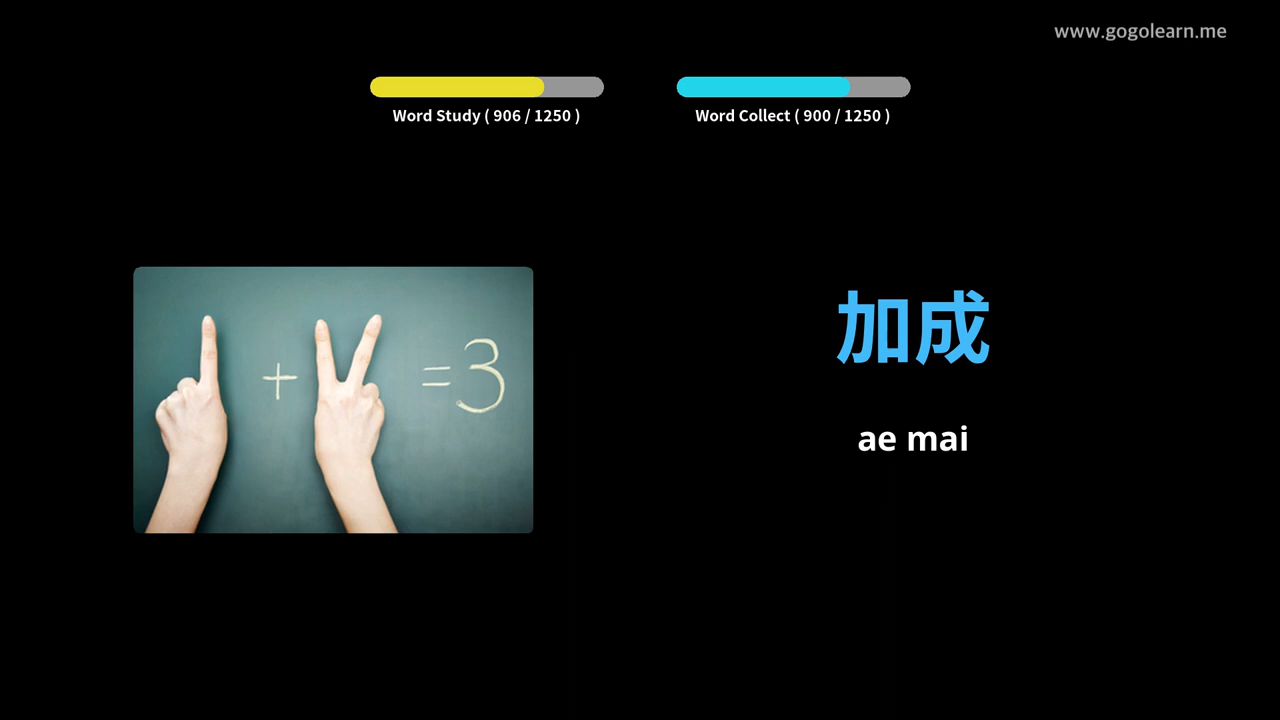 www.gogolearn.me
Word Study ( 906 / 1250 )
Word Collect ( 900 / 1250 )
+ =3
加成
ae mai